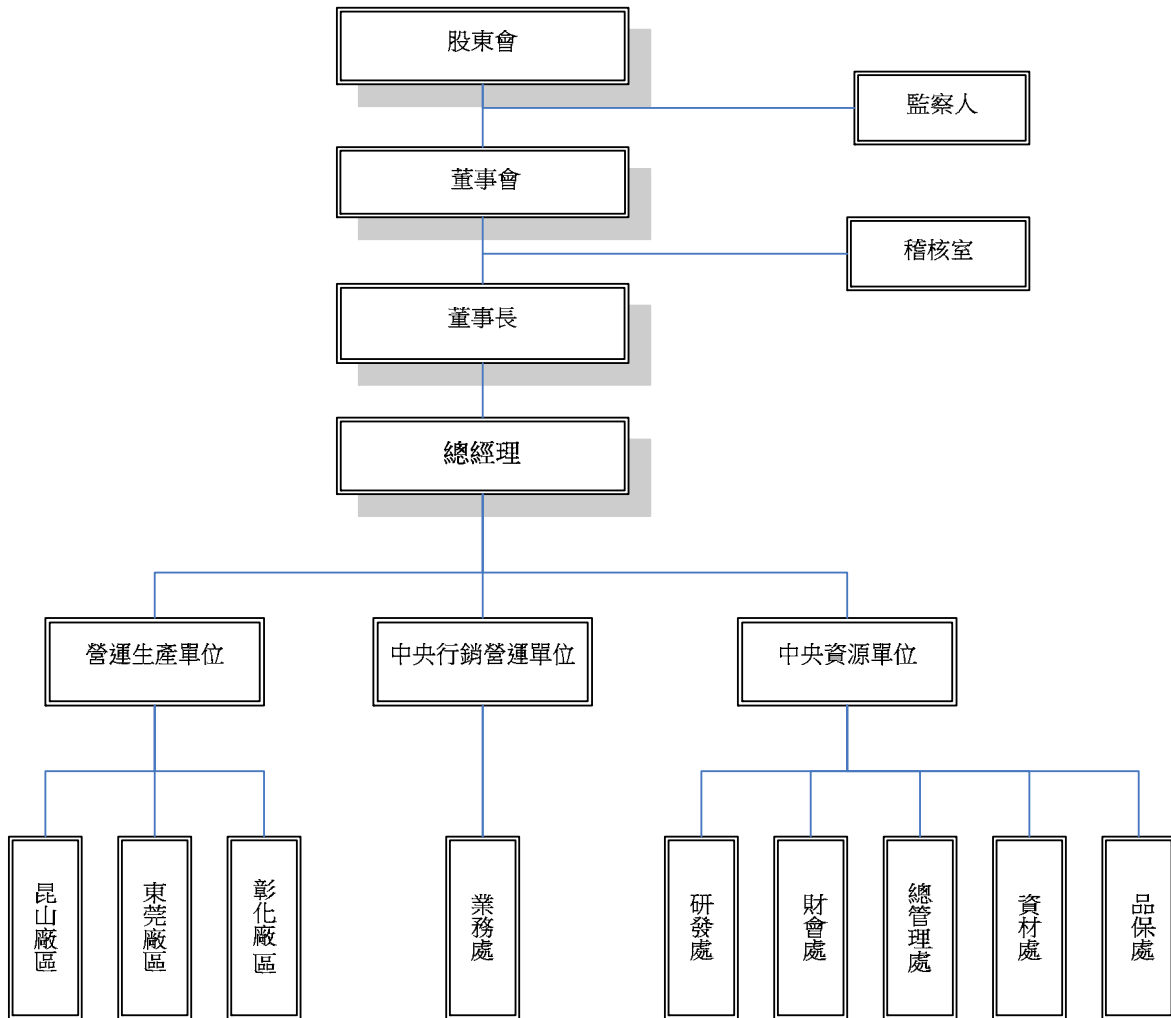 股東會
監察人
董事會
稽核室
董事長
總經理
營運生產單位
中央行銷營運單位
中央資源單位
昆山廠區
東莞廠區
彰化廠區
業務處
研發處
財會處
總管理處
資材處
品保處